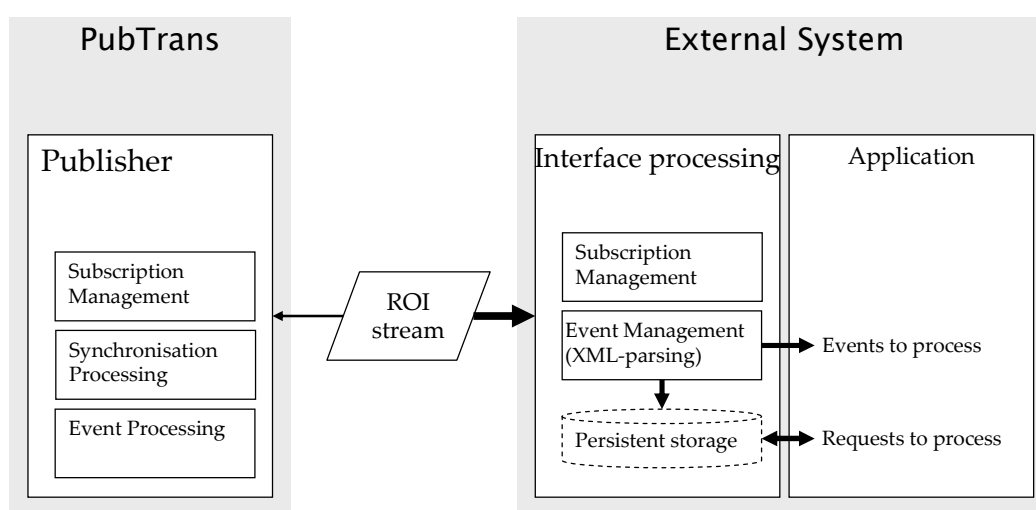 PubTrans
External System
Publisher
Subscription
Management
Synchronisation
Processing
Event Processing
ROI
stream
Interface processing
Subscription
Management
Event Management
(XML-parsing)
Persistent storage
Application
Events to process
Requests to process